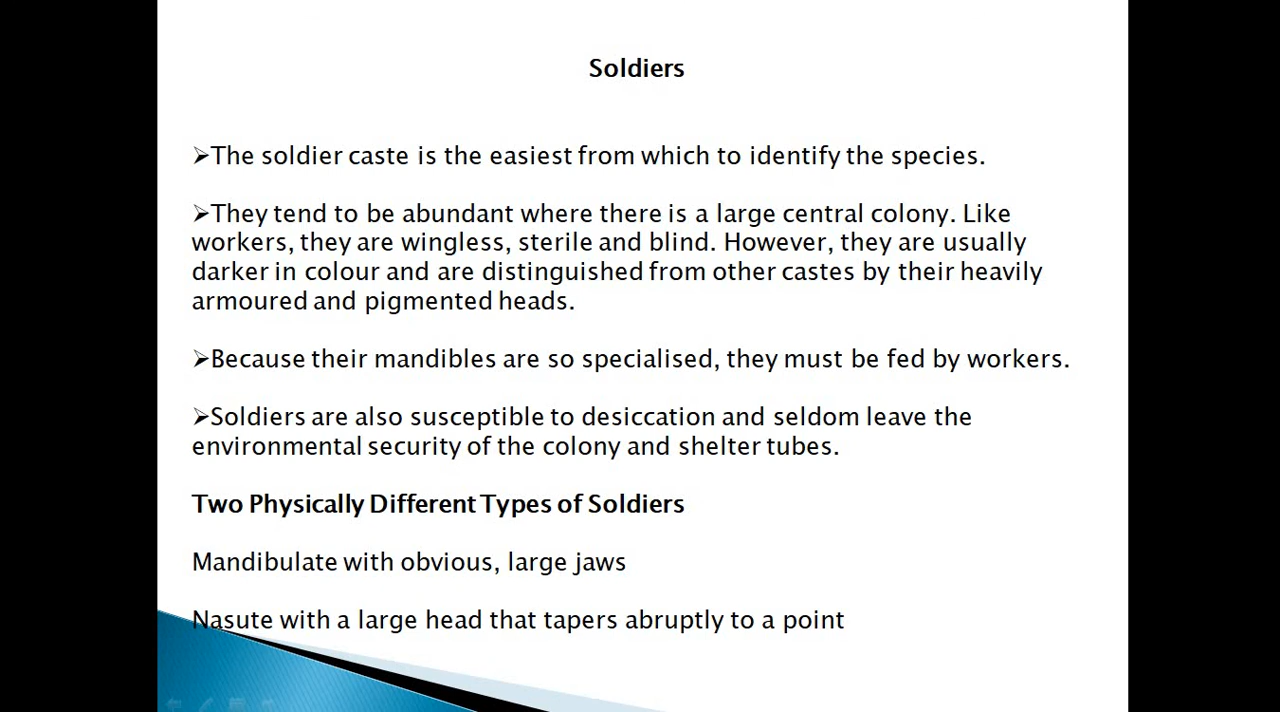 Soldiers
➢The soldier caste is the easiest from which to identify the species.
➢They tend to be abundant where there is a large central colony. Like
workers, they are wingless, sterile and blind. However, they are usually
darker in colour and are distinguished from other castes by their heavily
armoured and pigmented heads.
➢Because their mandibles are so specialised, they must be fed by workers.
➢Soldiers are also susceptible to desiccation and seldom leave the
environmental security of the colony and shelter tubes.
Two Physically Different Types of Soldiers
Mandibulate with obvious, large jaws
Nasute with a large head that tapers abruptly to a point